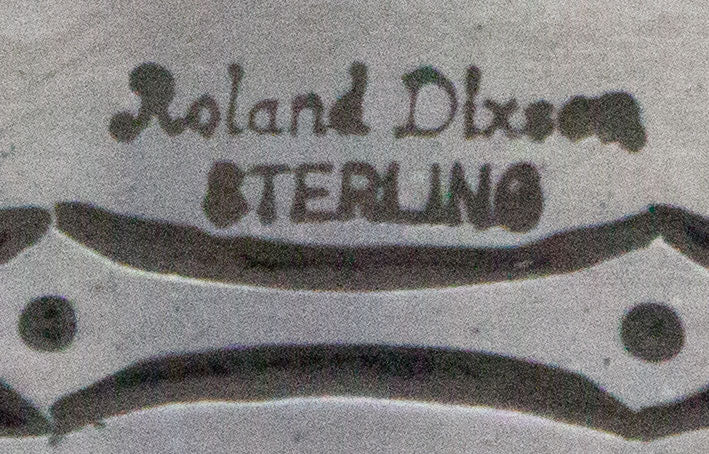 Roland Dixson
STERLING